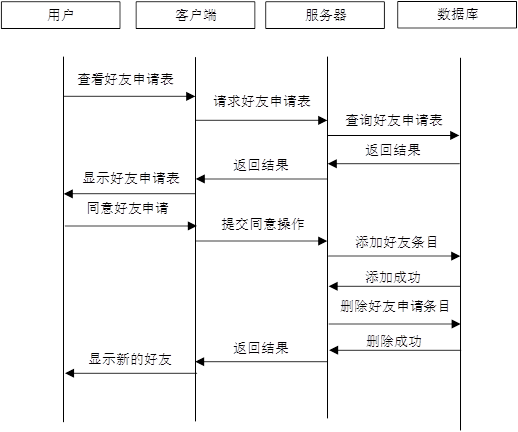 用户
客户端
服务器
数据库
查看好友申请表
请求好友申请表
查询好友申请表
返回结果
返回结果
显示好友申请表
同意好友申请
提交同意操作
添加好友条目
添加成功
删除好友申请条目
删除成功
返回结果
显示新的好友